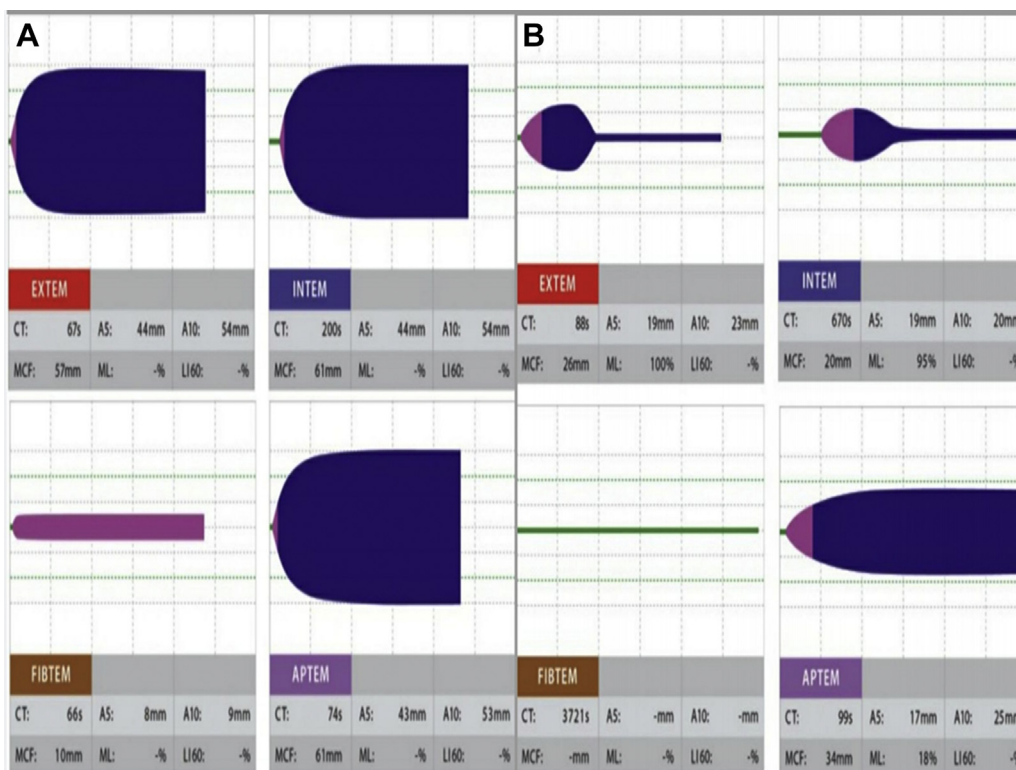 A
B
EXTEM
CT: 67s A5: 44mm A10: 54mm
MCF: 57mm ML: -% LI60: -%
INTEM
CT: 200s A5: 44mm A10: 54mm
MCF: 61mm ML: -% LI60: -%
EXTEM
CT: 88s A5: 19mm A10: 23mm
MCF: 26mm ML: 100% LI60: -%
INTEM
CT: 670s A5: 19mm A10: 20mm
MCF: 20mm ML: 95% LI60: -%
FIBTEM
CT: 66s A5: 8mm A10: 9mm
MCF: 10mm ML: -% LI60: -%
APTEM
CT: 74s A5: 43mm A10: 53mm
MCF: 61mm ML: -% LI60: -%
FIBTEM
CT: 3721s A5: -mm A10: -mm
MCF: -mm ML: -% LI60: -%
APTEM
CT: 99s A5: 17mm A10: 25mm
MCF: 34mm ML: 18% LI60: -%